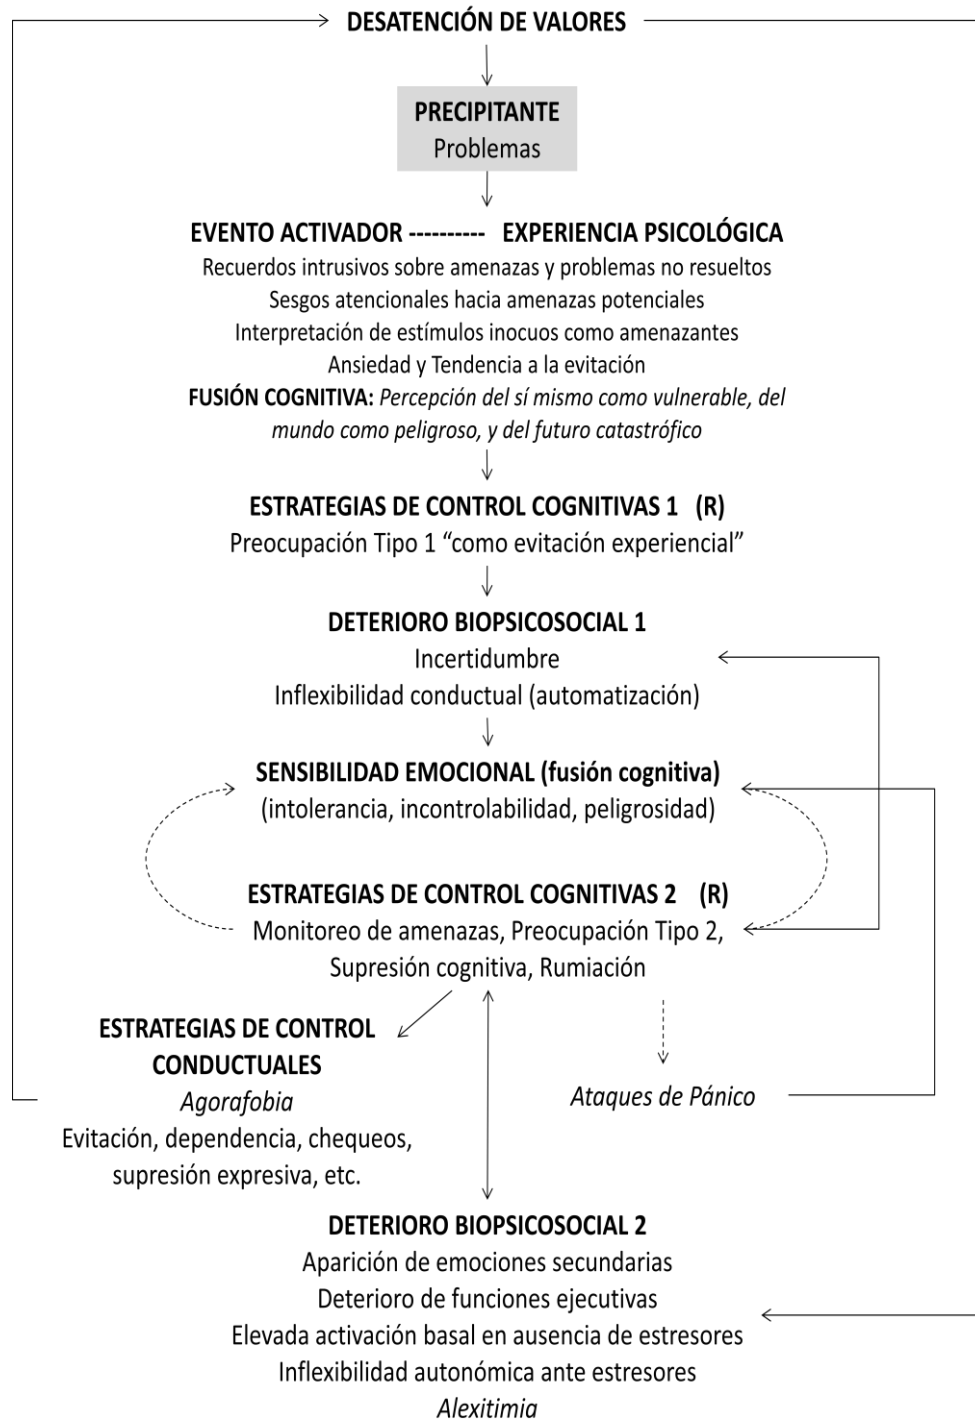 DESATENCIÓN DE VALORES
PRECIPITANTE
Problemas
EVENTO ACTIVADOR ---------- EXPERIENCIA PSICOLÓGICA
Recuerdos intrusivos sobre amenazas y problemas no resueltos
Sesgos atencionales hacia amenazas potenciales
Interpretación de estímulos inocuos como amenazantes
Ansiedad y Tendencia a la evitación
FUSIÓN COGNITIVA: Percepción del sí mismo como vulnerable, del
mundo como peligroso, y del futuro catastrófico
ESTRATEGIAS DE CONTROL COGNITIVAS 1 (R)
Preocupación Tipo 1 “como evitación experiencial”
DETERIORO BIOPSICOSOCIAL 1
Incertidumbre
Inflexibilidad conductual (automatización)
SENSIBILIDAD EMOCIONAL (fusión cognitiva)
(intolerancia, incontrolabilidad, peligrosidad)
ESTRATEGIAS DE CONTROL COGNITIVAS 2 (R)
Monitoreo de amenazas, Preocupación Tipo 2,
Supresión cognitiva, Rumiación
ESTRATEGIAS DE CONTROL
CONDUCTUALES
Agorafobia
Evitación, dependencia, chequeos,
supresión expresiva, etc.
Ataques de Pánico
DETERIORO BIOPSICOSOCIAL 2
Aparición de emociones secundarias
Deterioro de funciones ejecutivas
Elevada activación basal en ausencia de estresores
Inflexibilidad autonómica ante estresores
Alexitimia